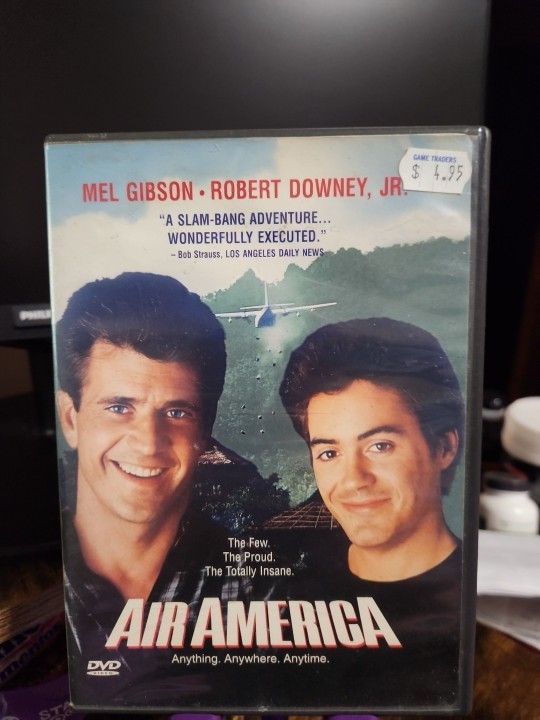 GAME TRADERS
$ 4.95
MEL GIBSON • ROBERT DOWNEY, JR.
"A SLAM-BANG ADVENTURE...
WONDERFULLY EXECUTED."
– Bob Strauss, LOS ANGELES DAILY NEWS
The Few.
The Proud.
The Totally Insane.
AIR AMERICA
Anything. Anywhere. Anytime.
DVD
VIDEO